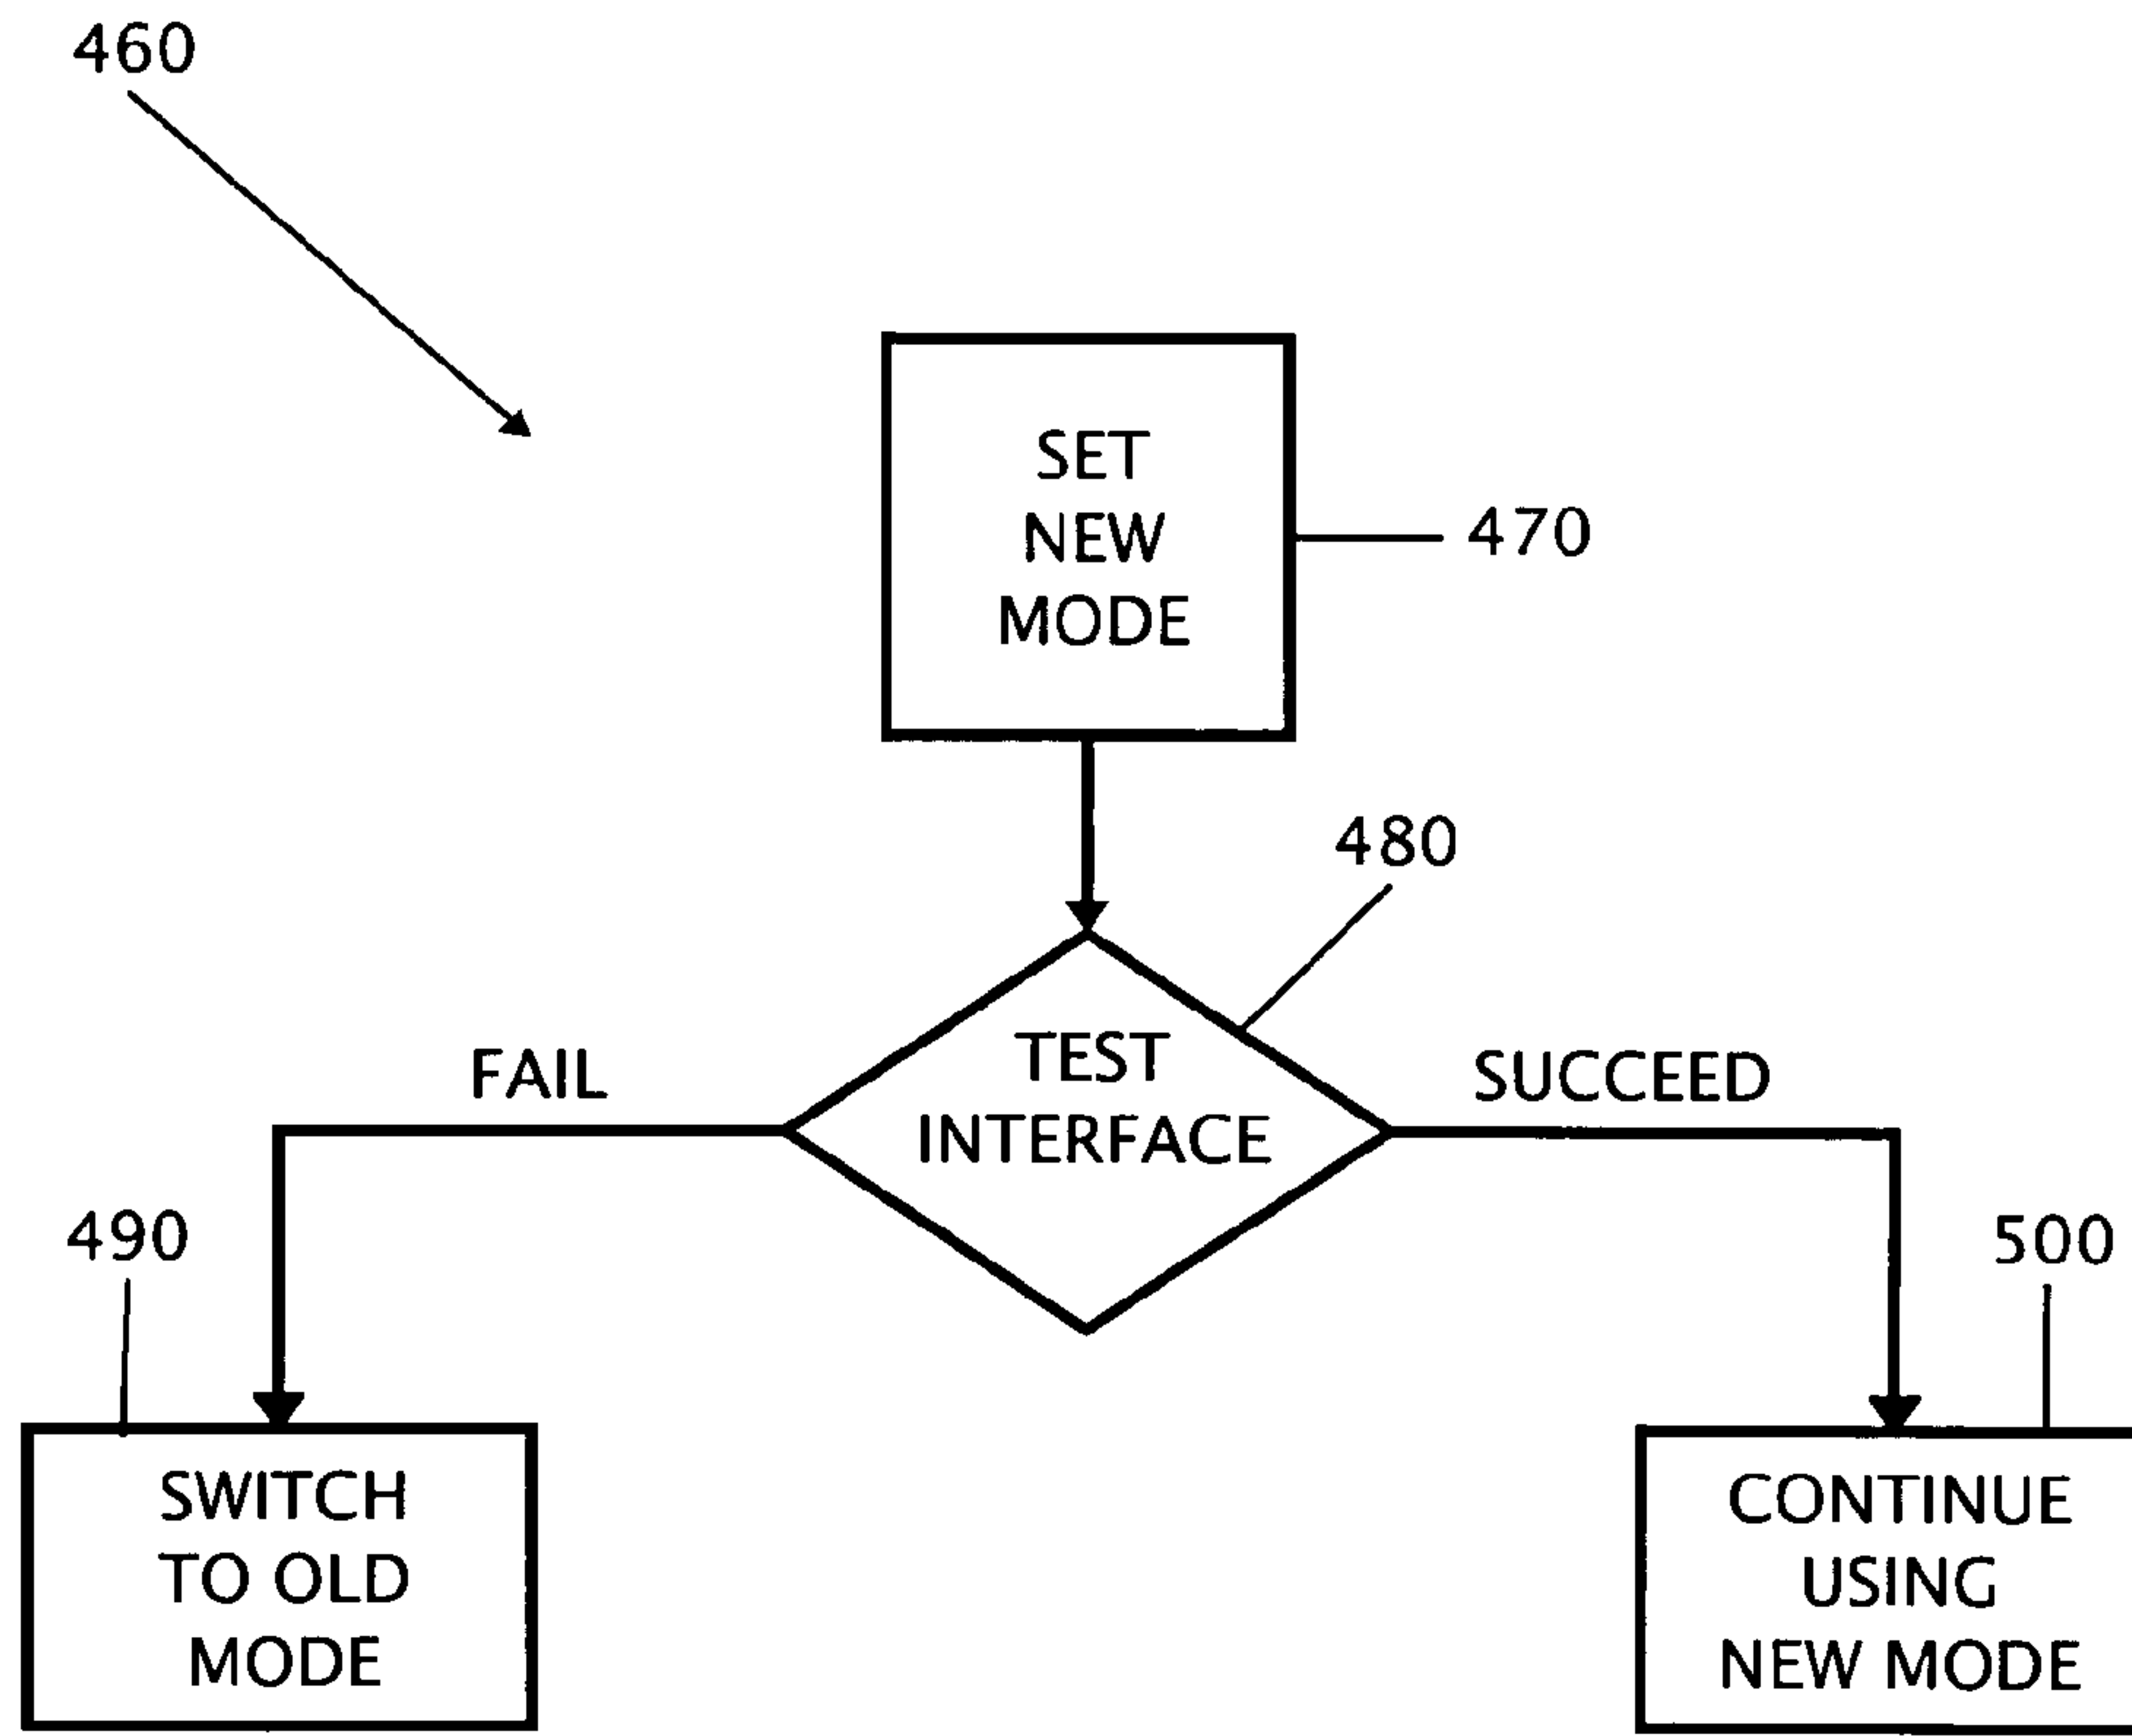 460
SET
NEW
MODE
470
480
TEST
INTERFACE
FAIL
SUCCEED
490
500
SWITCH
TO OLD
MODE
CONTINUE
USING
NEW MODE